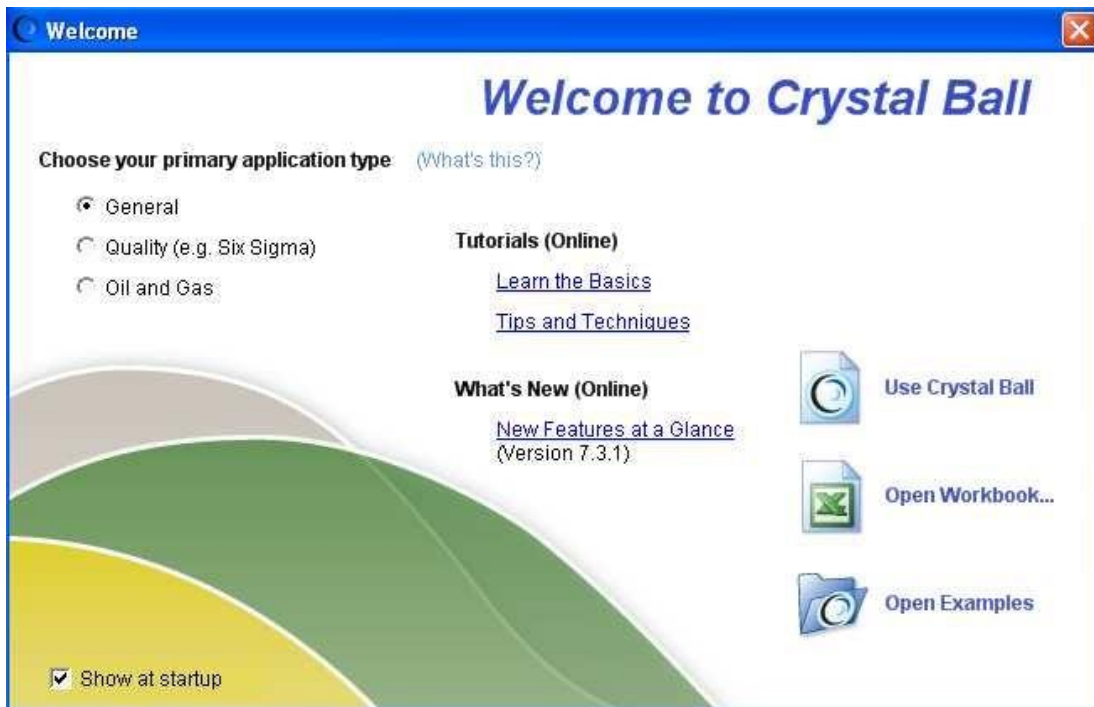 Welcome
Welcome to Crystal Ball
Choose your primary application type (What's this?)
General
Quality (e.g. Six Sigma)
Oil and Gas
Tutorials (Online)
Learn the Basics
Tips and Techniques
What's New (Online)
New Features at a Glance
(Version 7.3.1)
Use Crystal Ball
Open Workbook...
Open Examples
Show at startup